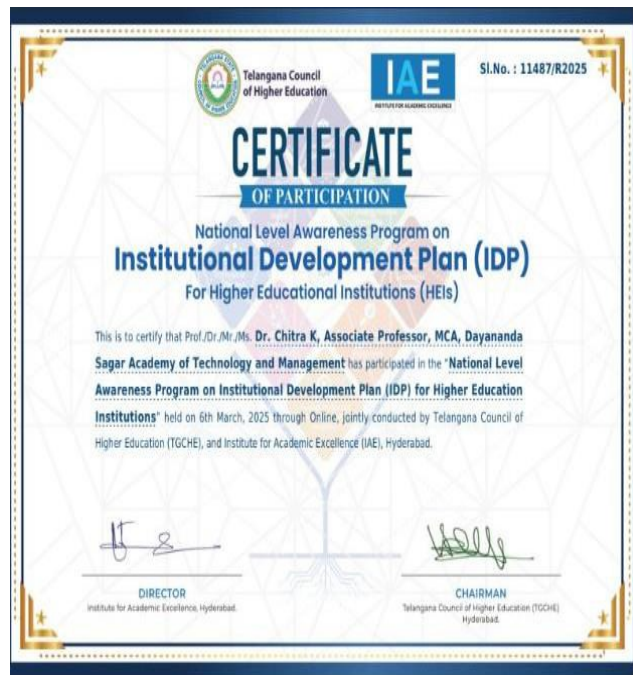 Telangana Council
of Higher Education
IAE
INSTITUTE FOR ACADEMIC EXCELLENCE
Sl.No. : 11487/R2025
CERTIFICATE
OF PARTICIPATION
National Level Awareness Program on
Institutional Development Plan (IDP)
For Higher Educational Institutions (HEIs)
This is to certify that Prof./Dr./Mr./Ms. Dr. Chitra K, Associate Professor, MCA, Dayananda
Sagar Academy of Technology and Management has participated in the "National Level
Awareness Program on Institutional Development Plan (IDP) for Higher Education
Institutions" held on 6th March, 2025 through Online, jointly conducted by Telangana Council of
Higher Education (TGCHE), and Institute for Academic Excellence (IAE), Hyderabad.
DIRECTOR
Institute for Academic Excellence, Hyderabad.
CHAIRMAN
Telangana Council of Higher Education (TGCHE)
Hyderabad.